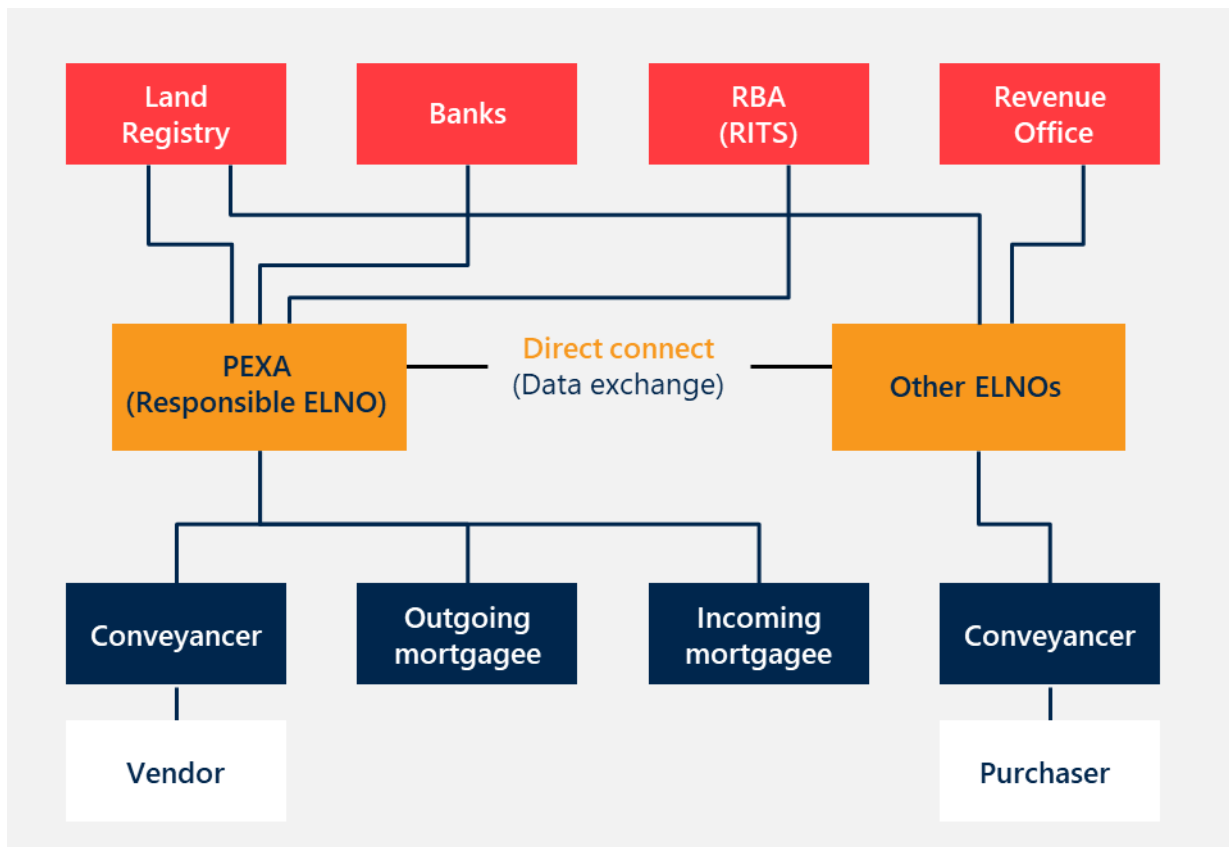 Land
Registry
Banks
RBA
(RITS)
Revenue
Office
PEXA
(Responsible ELNO)
Direct connect
(Data exchange)
Other ELNOs
Conveyancer
Outgoing
mortgagee
Incoming
mortgagee
Conveyancer
Vendor
Purchaser